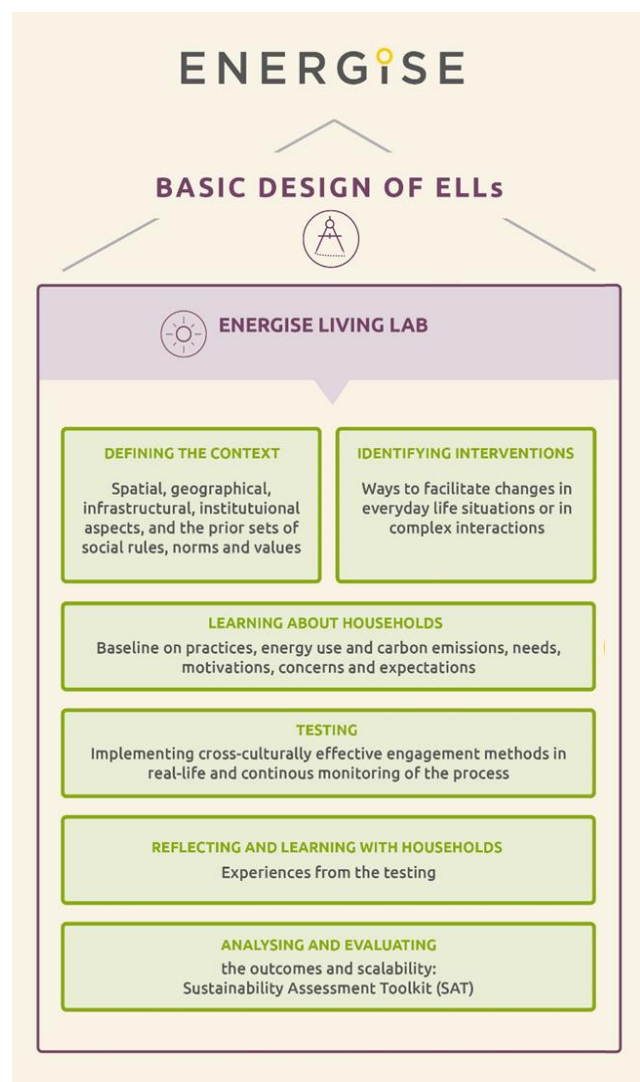 ENERGISE
BASIC DESIGN OF ELLs
ENERGISE LIVING LAB
DEFINING THE CONTEXT
Spatial, geographical,
infrastructural, institutuional
aspects, and the prior sets of
social rules, norms and values
IDENTIFYING INTERVENTIONS
Ways to facilitate changes in
everyday life situations or in
complex interactions
LEARNING ABOUT HOUSEHOLDS
Baseline on practices, energy use and carbon emissions, needs,
motivations, concerns and expectations
TESTING
Implementing cross-culturally effective engagement methods in
real-life and continous monitoring of the process
REFLECTING AND LEARNING WITH HOUSEHOLDS
Experiences from the testing
ANALYSING AND EVALUATING
the outcomes and scalability:
Sustainability Assessment Toolkit (SAT)